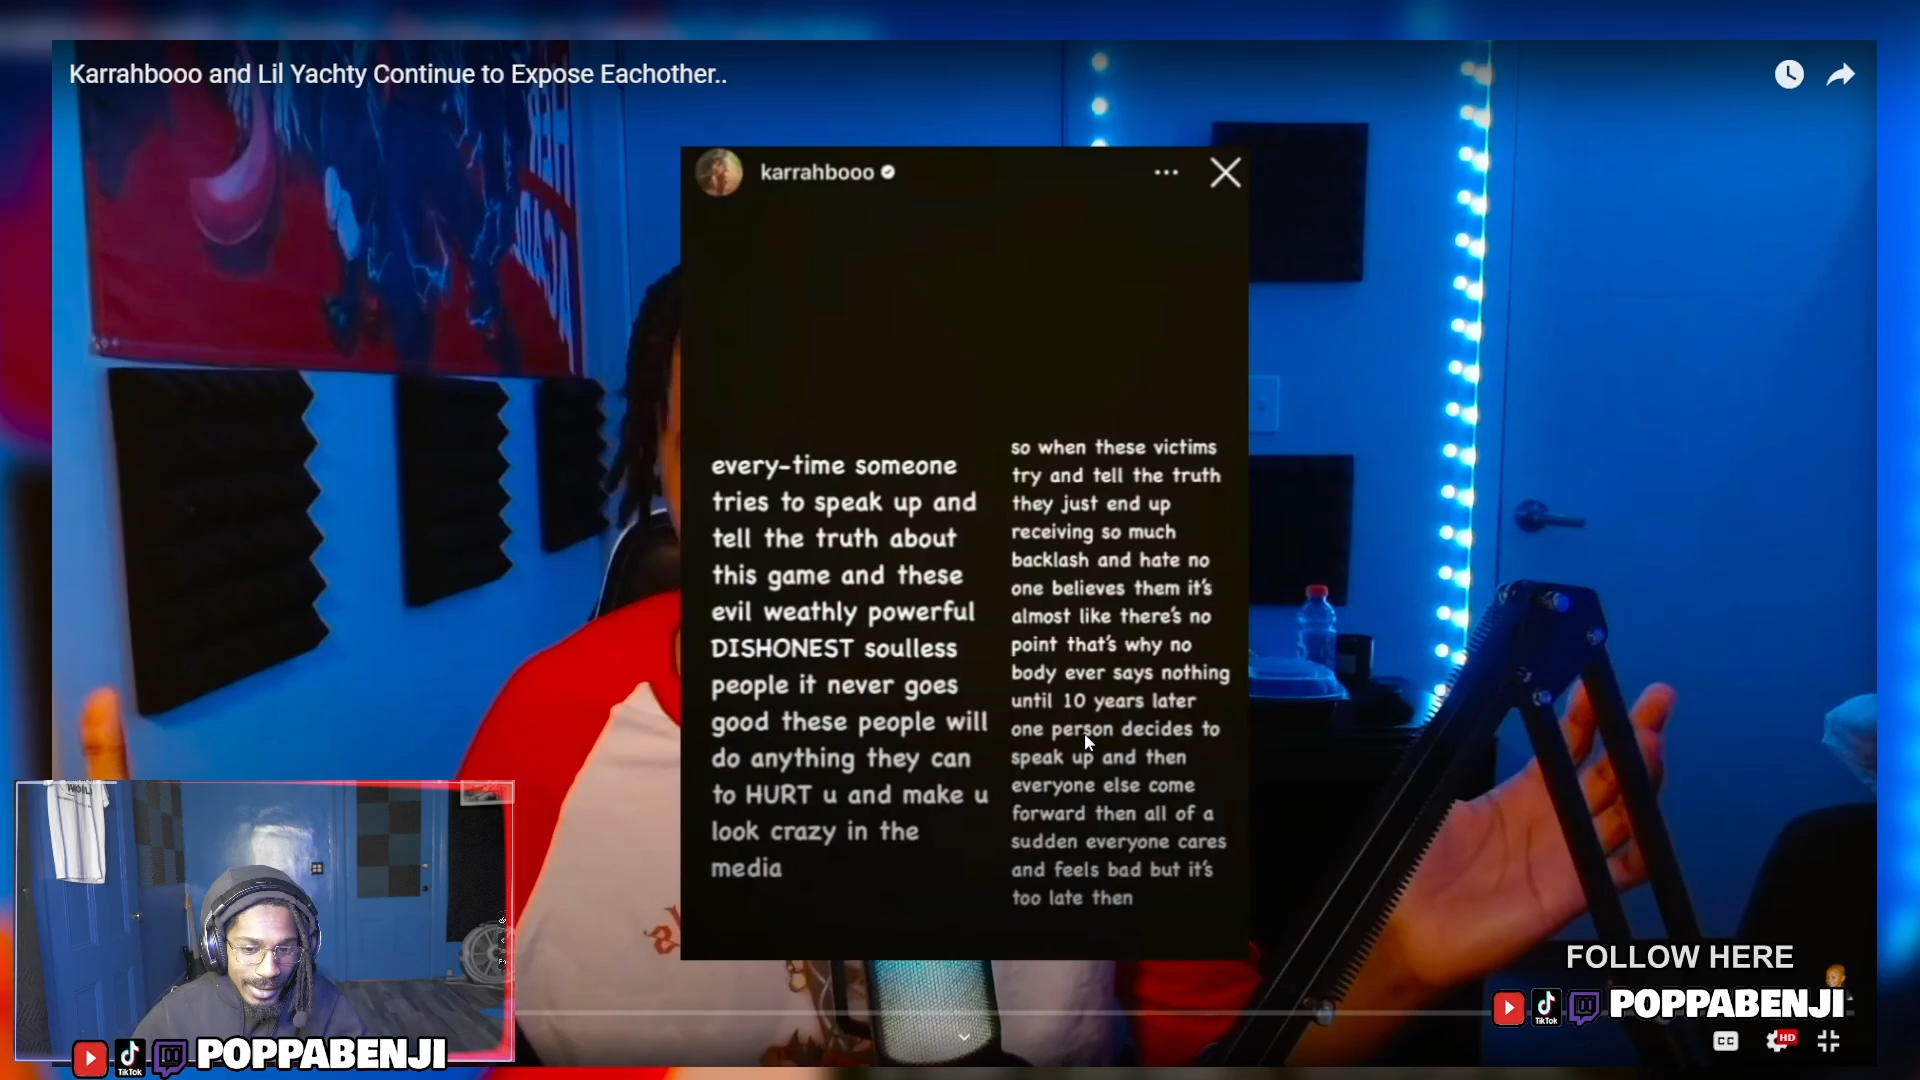 Karrahbooo and Lil Yachty Continue to Expose Eachother..
karrahbooo
every-time someone
tries to speak up and
tell the truth about
this game and these
evil weathly powerful
DISHONEST soulless
people it never goes
good these people will
do anything they can
to HURT u and make u
look crazy in the
media
so when these victims
try and tell the truth
they just end up
receiving so much
backlash and hate no
one believes them it's
almost like there's no
point that's why no
body ever says nothing
until 10 years later
one person decides to
speak up and then
everyone else come
forward then all of a
sudden everyone cares
and feels bad but it's
too late then
FOLLOW HERE
TikTok
POPPABENJI
CC
HD
TikTok
POPPABENJI